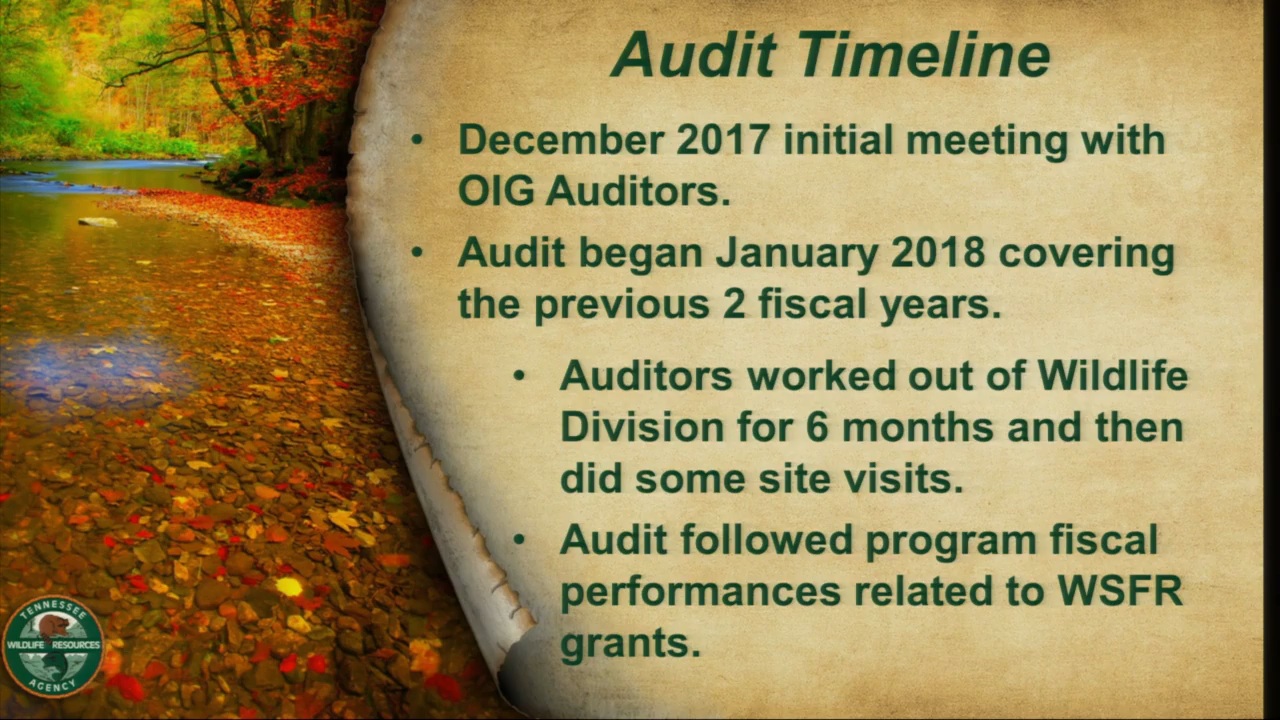 Audit Timeline
• December 2017 initial meeting with
OIG Auditors.
• Audit began January 2018 covering
the previous 2 fiscal years.
• Auditors worked out of Wildlife
Division for 6 months and then
did some site visits.
• Audit followed program fiscal
performances related to WSFR
grants.
TENNESSEE
WILDLIFE RESOURCES
AGENCY